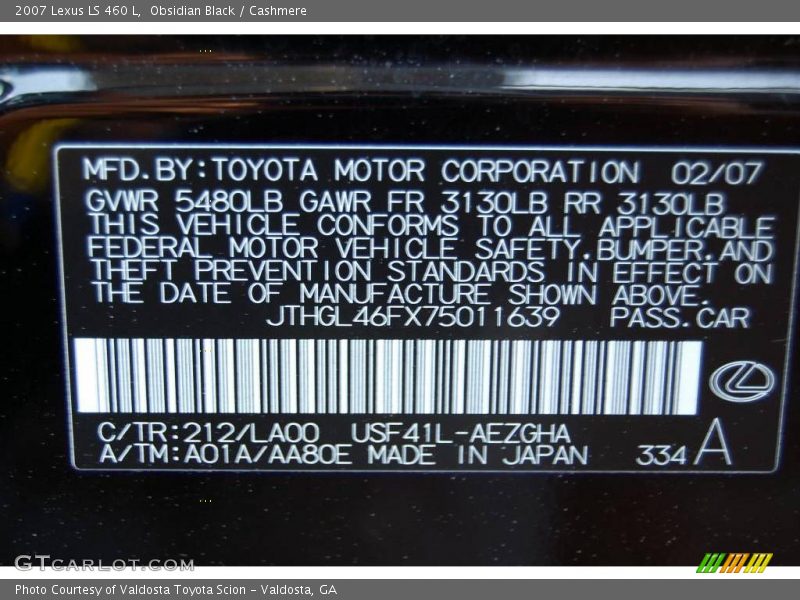 2007 Lexus LS 460 L, Obsidian Black / Cashmere
MFD.BY:TOYOTA MOTOR CORPORATION 02/07
GVWR 5480LB GAWR FR 3130LB RR 3130LB
THIS VEHICLE CONFORMS TO ALL APPLICABLE
FEDERAL MOTOR VEHICLE SAFETY,BUMPER,AND
THEFT PREVENTION STANDARDS IN EFFECT ON
THE DATE OF MANUFACTURE SHOWN ABOVE.
JTHGL46FX75011639 PASS.CAR
C/TR:212/LA00 USF41L-AEZGHA
A/TM:A01A/AA80E MADE IN JAPAN 334 A
GTCARLOT.COM
Photo Courtesy of Valdosta Toyota Scion – Valdosta, GA